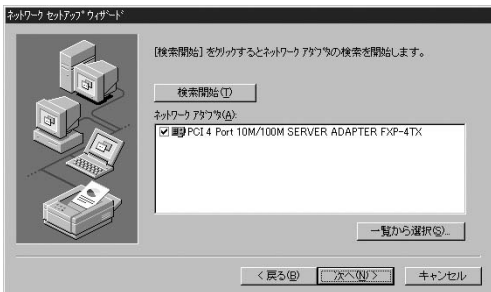 ネットワーク セットアップ ウィザード
[検索開始] をクリックするとネットワーク アダプタの検索を開始します。
検索開始(T)
ネットワーク アダプタ(A):
PCI 4 Port 10M/100M SERVER ADAPTER FXP-4TX
一覧から選択(S)...
< 戻る(B)
次へ(N) >
キャンセル